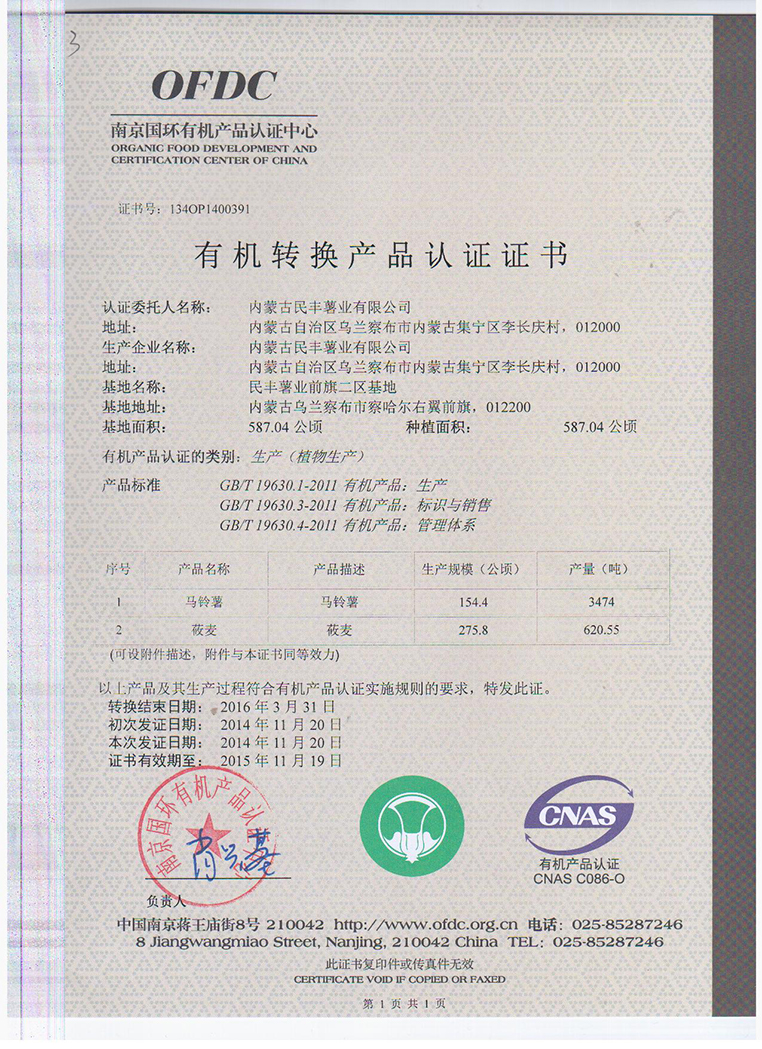 3
OFDC
南京国环有机产品认证中心
ORGANIC FOOD DEVELOPMENT AND
CERTIFICATION CENTER OF CHINA
证书号：134OP1400391
有机转换产品认证证书
认证委托人名称： 内蒙古民丰薯业有限公司
地址： 内蒙古自治区乌兰察布市内蒙古集宁区李长庆村，012000
生产企业名称： 内蒙古民丰薯业有限公司
地址： 内蒙古自治区乌兰察布市内蒙古集宁区李长庆村，012000
基地名称： 民丰薯业前旗二区基地
基地地址： 内蒙古乌兰察布市察哈尔右翼前旗，012200
基地面积： 587.04 公顷 种植面积： 587.04 公顷
有机产品认证的类别：生产（植物生产）
产品标准 GB/T 19630.1-2011 有机产品：生产
GB/T 19630.3-2011 有机产品：标识与销售
GB/T 19630.4-2011 有机产品：管理体系
序号 产品名称 产品描述 生产规模（公顷） 产量（吨）
1 马铃薯 马铃薯 154.4 3474
2 莜麦 莜麦 275.8 620.55
(可设附件描述，附件与本证书同等效力)
以上产品及其生产过程符合有机产品认证实施规则的要求，特发此证。
转换结束日期： 2016 年 3 月 31 日
初次发证日期： 2014 年 11 月 20 日
本次发证日期： 2014 年 11 月 20 日
证书有效期至： 2015 年 11 月 19 日
南京国环有机产品认证中心
CNAS
有机产品认证
CNAS C086-O
负责人
中国南京蒋王庙街8号 210042 http://www.ofdc.org.cn 电话：025-85287246
8 Jiangwangmiao Street, Nanjing, 210042 China TEL：025-85287246
此证书复印件或传真件无效
CERTIFICATE VOID IF COPIED OR FAXED
第 1 页 共 1 页